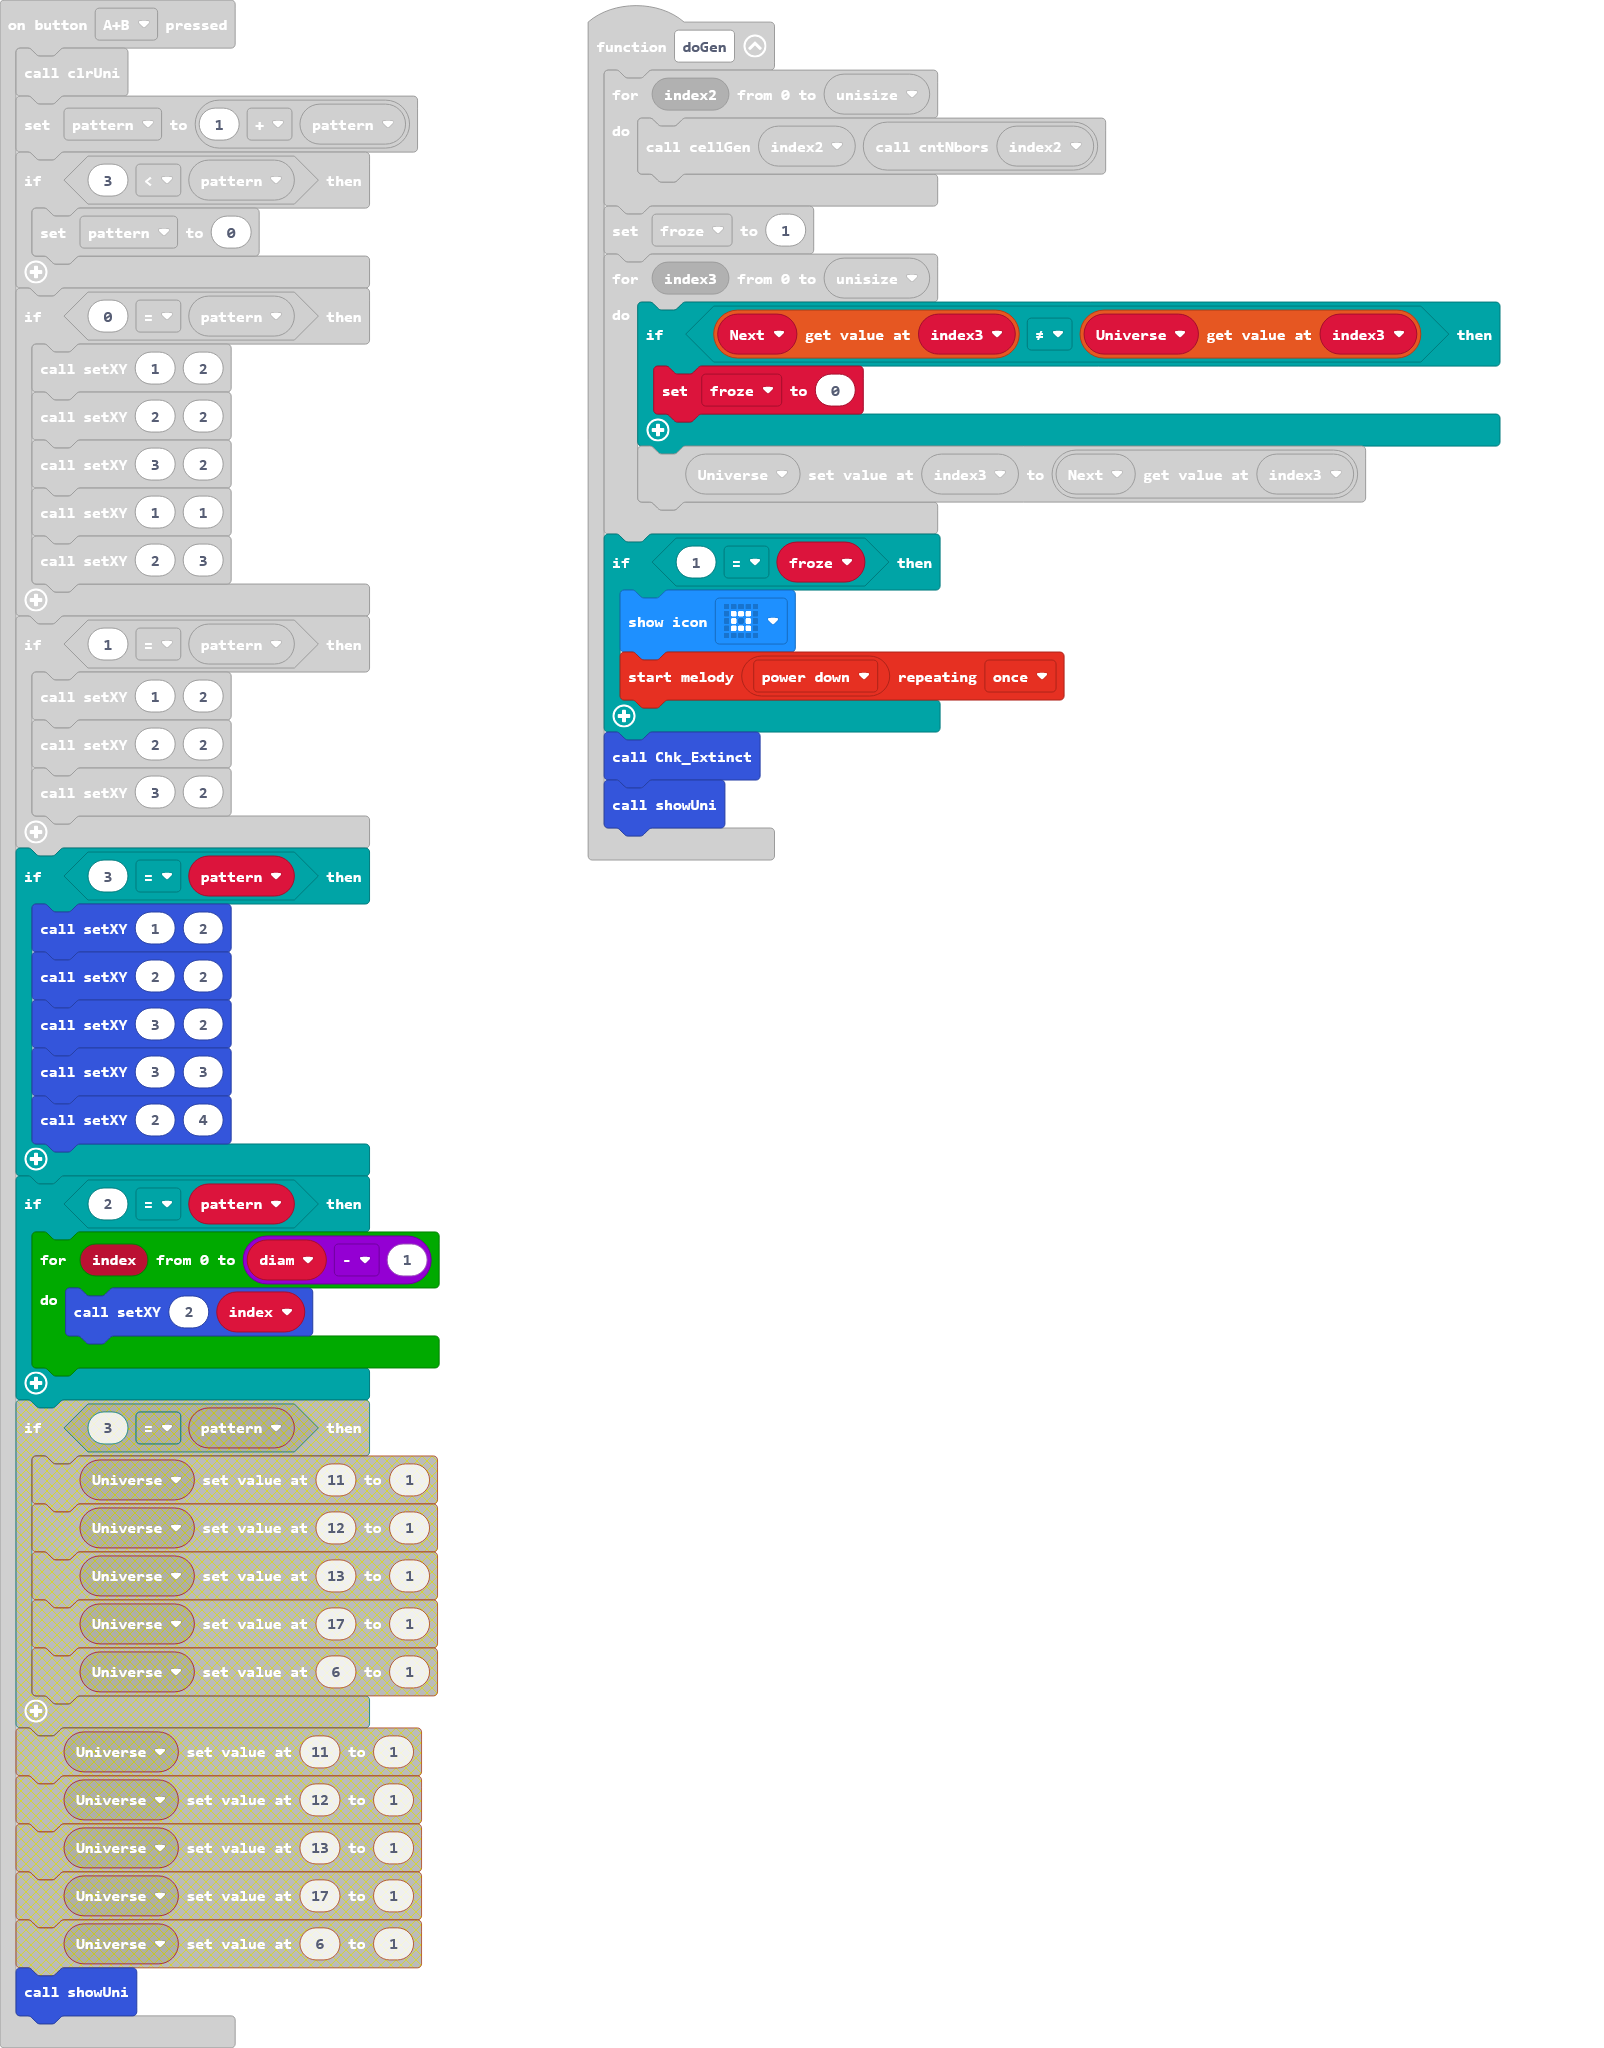 on button A+B pressed
call clrUni
set pattern to 1 + pattern
if 3 < pattern then
set pattern to 0
if 0 = pattern then
call setXY 1 2
call setXY 2 2
call setXY 3 2
call setXY 1 1
call setXY 2 3
if 1 = pattern then
call setXY 1 2
call setXY 2 2
call setXY 3 2
if 3 = pattern then
call setXY 1 2
call setXY 2 2
call setXY 3 2
call setXY 3 3
call setXY 2 4
if 2 = pattern then
for index from 0 to diam - 1
do
call setXY 2 index
if 3 = pattern then
Universe set value at 11 to 1
Universe set value at 12 to 1
Universe set value at 13 to 1
Universe set value at 17 to 1
Universe set value at 6 to 1
Universe set value at 11 to 1
Universe set value at 12 to 1
Universe set value at 13 to 1
Universe set value at 17 to 1
Universe set value at 6 to 1
call showUni
function doGen
for index2 from 0 to unisize
do
call cellGen index2 call cntNbors index2
set froze to 1
for index3 from 0 to unisize
do
if Next get value at index3 ≠ Universe get value at index3 then
set froze to 0
Universe set value at index3 to Next get value at index3
if 1 = froze then
show icon
start melody power down repeating once
call Chk_Extinct
call showUni